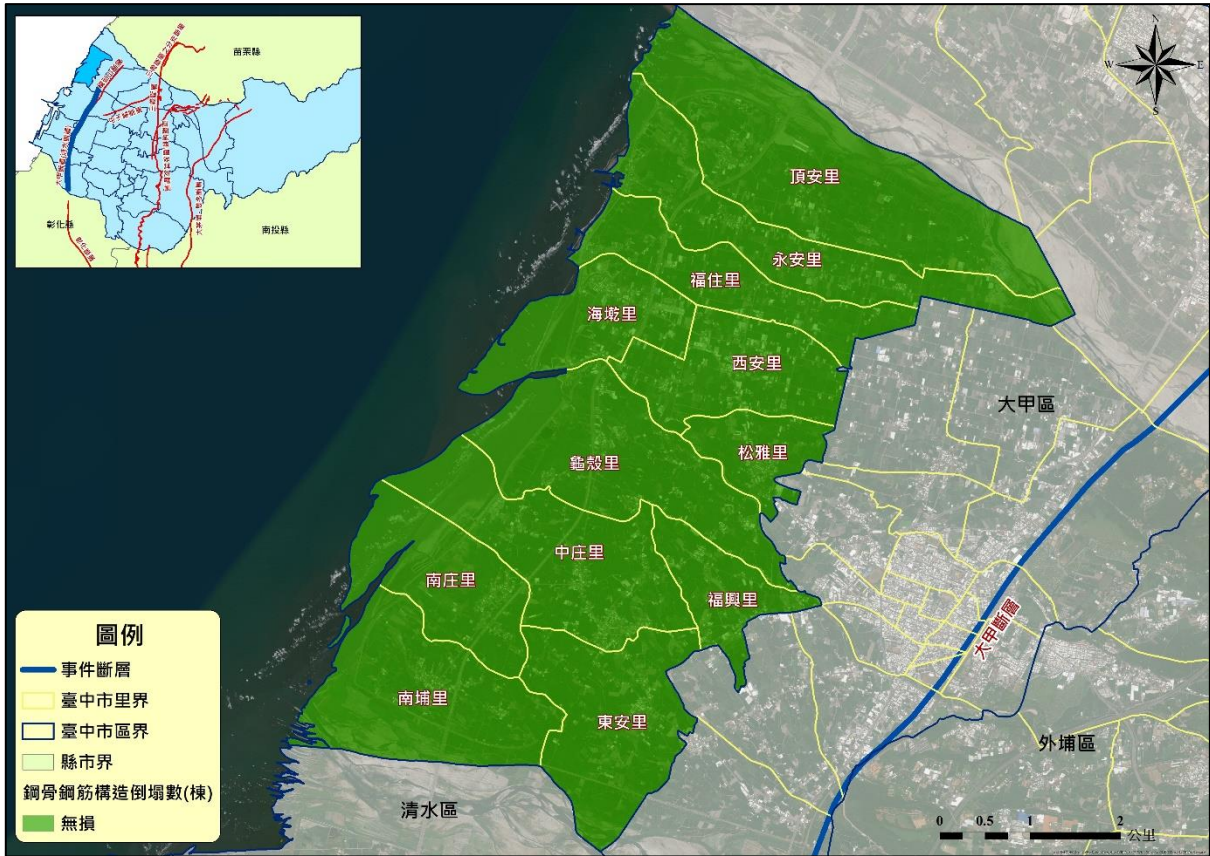 苗栗縣
彰化縣
南投縣
N
W
E
S
頂安里
永安里
福住里
海墘里
西安里
大甲區
松雅里
龜殼里
中庄里
南庄里
福興里
大甲斷層
南埔里
東安里
外埔區
清水區
圖例
事件斷層
臺中市里界
臺中市區界
縣市界
鋼骨鋼筋構造倒塌數(棟)
無損
0 0.5 1 2
公里